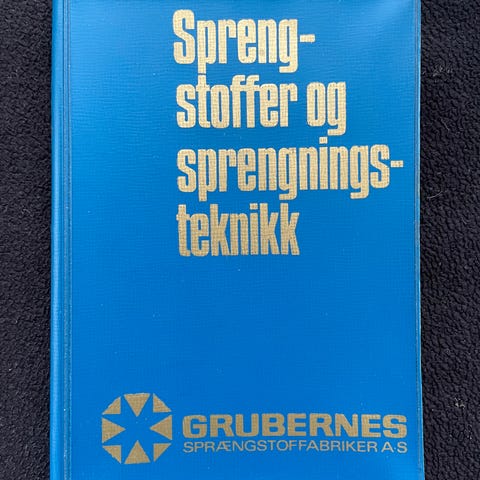 Spreng-
stoffer og
sprengnings-
teknikk
GRUBERNES
SPRÆNGSTOFFABRIKER A·S